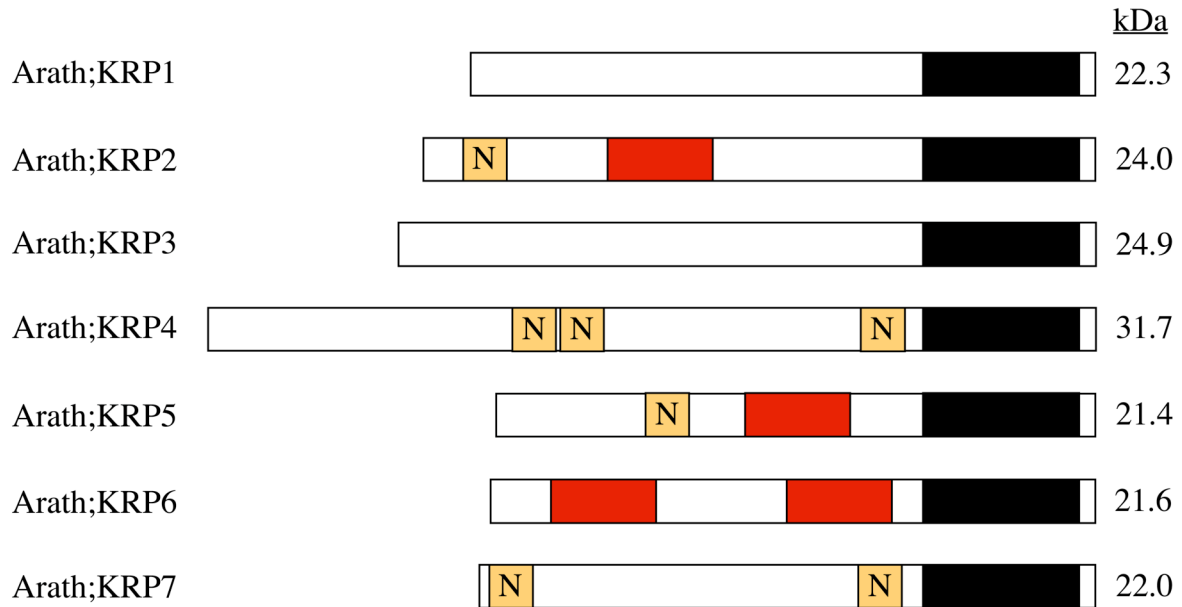 kDa
Arath;KRP1 22.3
Arath;KRP2 N 24.0
Arath;KRP3 24.9
Arath;KRP4 N N N 31.7
Arath;KRP5 N 21.4
Arath;KRP6 21.6
Arath;KRP7 N N 22.0